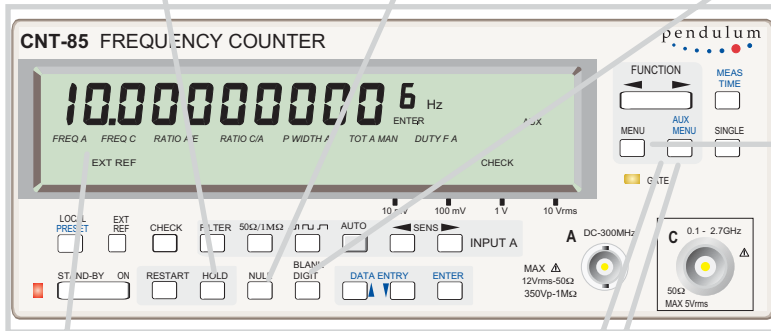 pendulum
CNT-85 FREQUENCY COUNTER
10.000000000 6 Hz
ENTER AUX
FREQ A FREQ C RATIO A/E RATIO C/A P WIDTH A TOT A MAN DUTY F A
EXT REF CHECK
FUNCTION
MEAS
TIME
MENU
AUX
MENU
SINGLE
GATE
10 mV 100 mV 1 V 10 Vrms
LOCAL
PRESET
EXT
REF
CHECK
FILTER
50Ω/1MΩ
AUTO
SENS
INPUT A
STAND-BY ON
RESTART
HOLD
NULL
BLANK
DIGIT
DATA ENTRY
ENTER
A
DC-300MHz
MAX
12Vrms-50Ω
350Vp-1MΩ
C
0.1 - 2.7GHz
50Ω
MAX 5Vrms